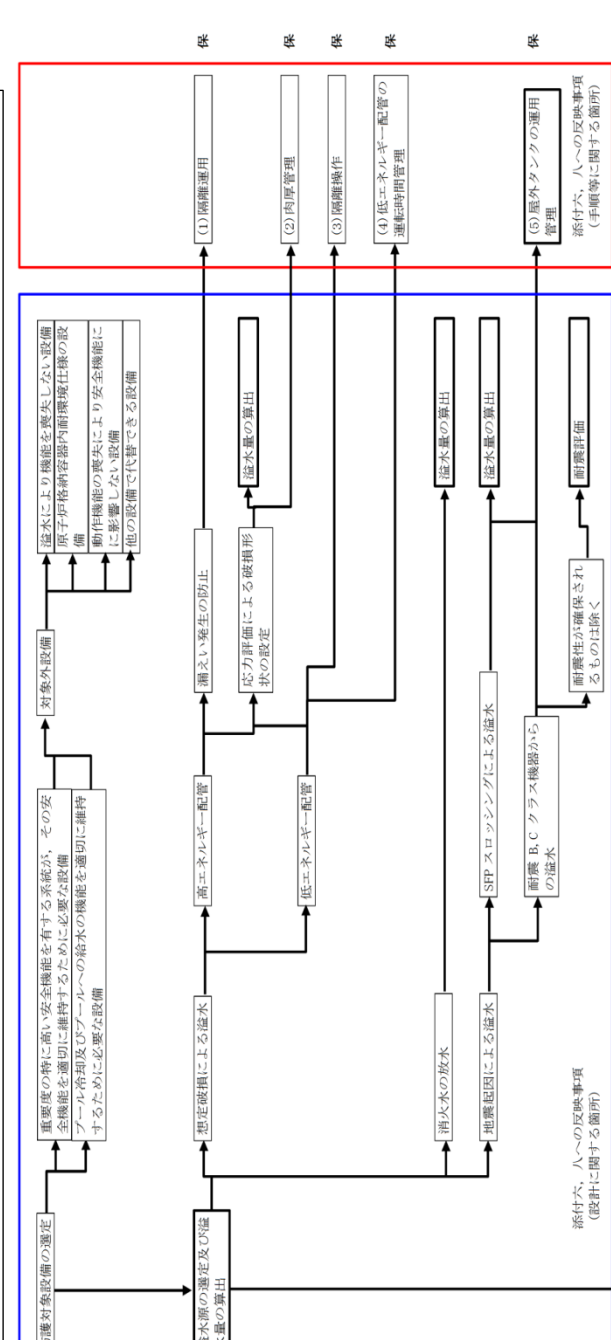 護対象設備の選定
重要度の特に高い安全機能を有する系統が，その安
全機能を適切に維持するために必要な設備
プール冷却及びプールへの給水の機能を適切に維持
するために必要な設備
対象外設備
溢水により機能を喪失しない設備
原子炉格納容器内耐環境仕様の設
備
動作機能の喪失により安全機能に
影響しない設備
他の設備で代替できる設備
水源の選定及び溢
水量の算出
想定破損による溢水
高エネルギー配管
漏えい発生の防止
(1)隔離運用
保
応力評価による破損形
状の設定
溢水量の算出
(2)肉厚管理
保
低エネルギー配管
(3)隔離操作
保
(4)低エネルギー配管の
運転時間管理
保
消火水の放水
溢水量の算出
地震起因による溢水
SFP スロッシングによる溢水
溢水量の算出
耐震 B,C クラス機器から
の溢水
(5)屋外タンクの運用
管理
保
耐震性が確保され
るものは除く
耐震評価
添付六，八への反映事項
（設計に関する箇所）
添付六，八への反映事項
（手順等に関する箇所）